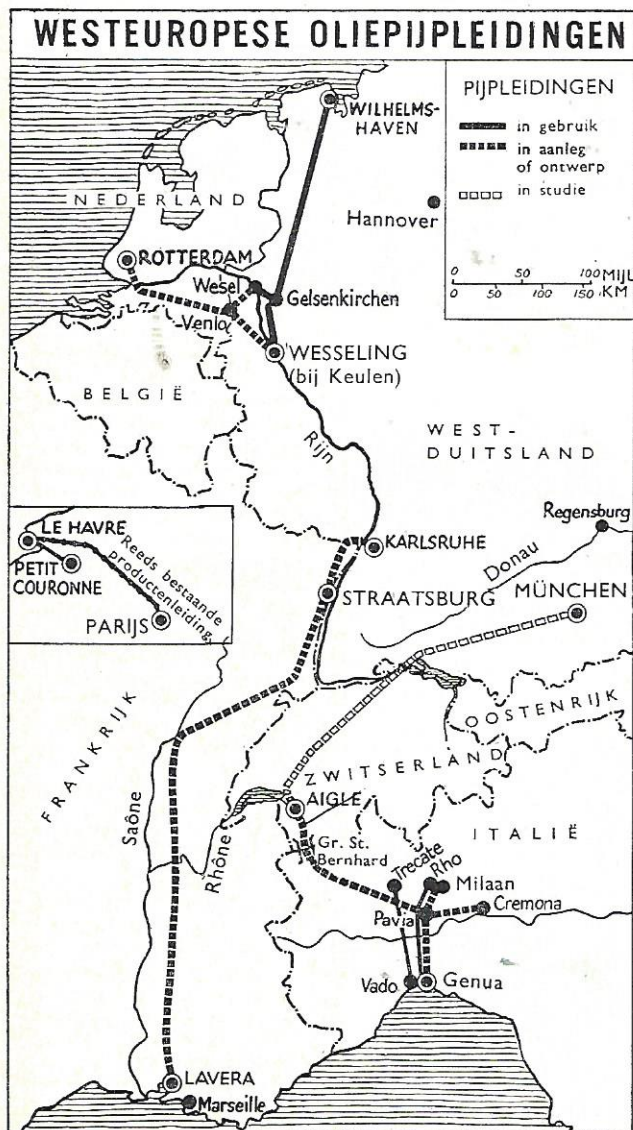 WESTEUROPESE OLIEPIJPLEIDINGEN
PIJPLEIDINGEN
in gebruik
in aanleg
of ontwerp
in studie
0 50 100 MIJL
0 50 100 150 KM
WILHELMS-
HAVEN
NEDERLAND
Hannover
ROTTERDAM
Wesel
Gelsenkirchen
Venlo
WESSELING
(bij Keulen)
BELGIË
Rijn
WEST-
DUITSLAND
Regensburg
LE HAVRE
PETIT
COURONNE
Reeds bestaande
productenleiding
PARIJS
KARLSRUHE
Donau
STRAATSBURG
MÜNCHEN
OOSTENRIJK
FRANKRIJK
ZWITSERLAND
AIGLE
Saône
Rhône
Gr. St.
Bernhard
ITALIË
Trecate
Rho
Milaan
Cremona
Pavia
Vado
Genua
LAVERA
Marseille